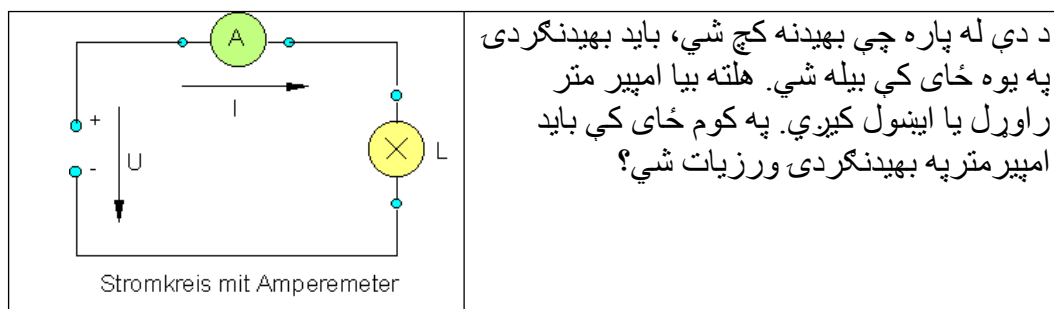 A
I
+
-
U
L
Stromkreis mit Amperemeter
د دې له پاره چې بهيدنه کچ شي، بايد بهيدنګردۍ
په يوه ځای کې بيله شي. هلته بيا امپير متر
راوړل يا ايښول کيږي. په کوم ځای کې بايد
امپيرمترپه بهيدنګردۍ ورزيات شي؟